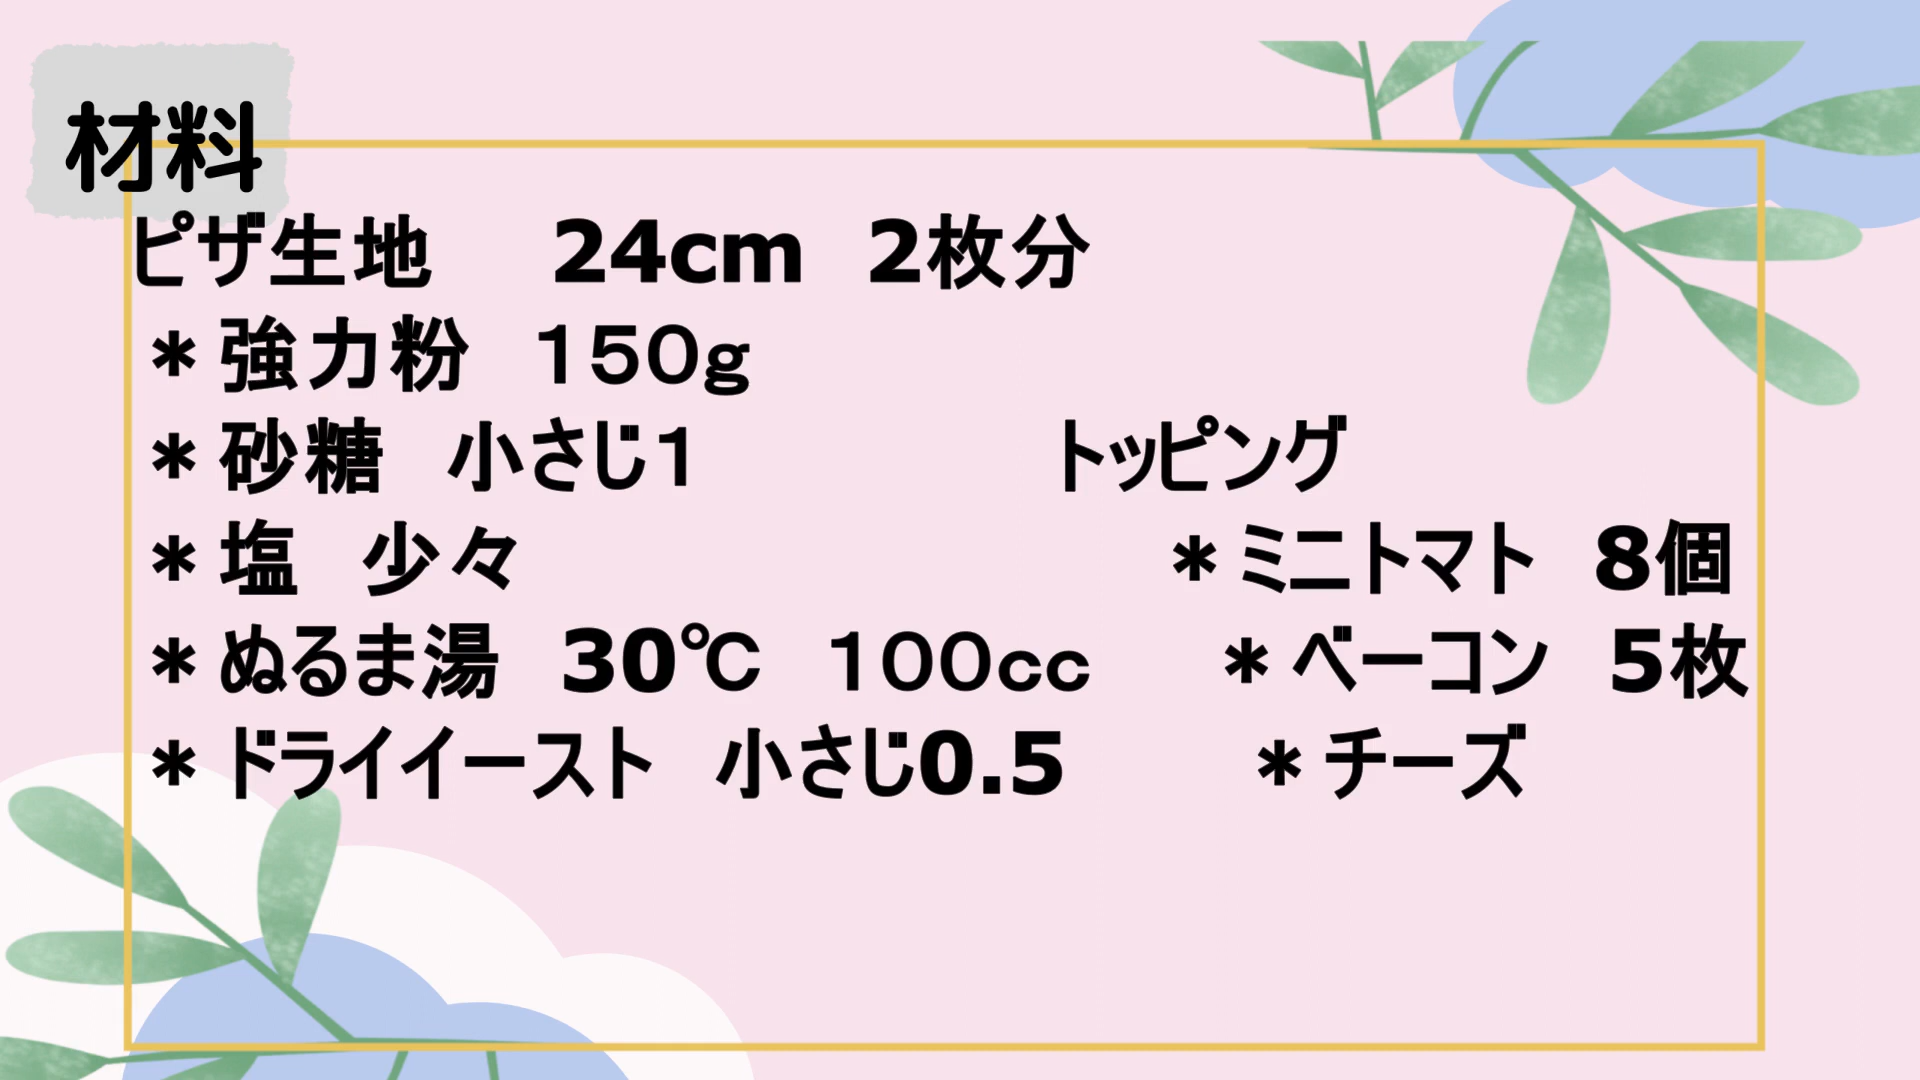 材料
ピザ生地　24cm　2枚分
＊強力粉　１５０ｇ
＊砂糖　小さじ１
＊塩　少々
＊ぬるま湯　30℃　１００ｃｃ
＊ドライイースト　小さじ0.5
トッピング
＊ミニトマト　8個
＊ベーコン　5枚
＊チーズ